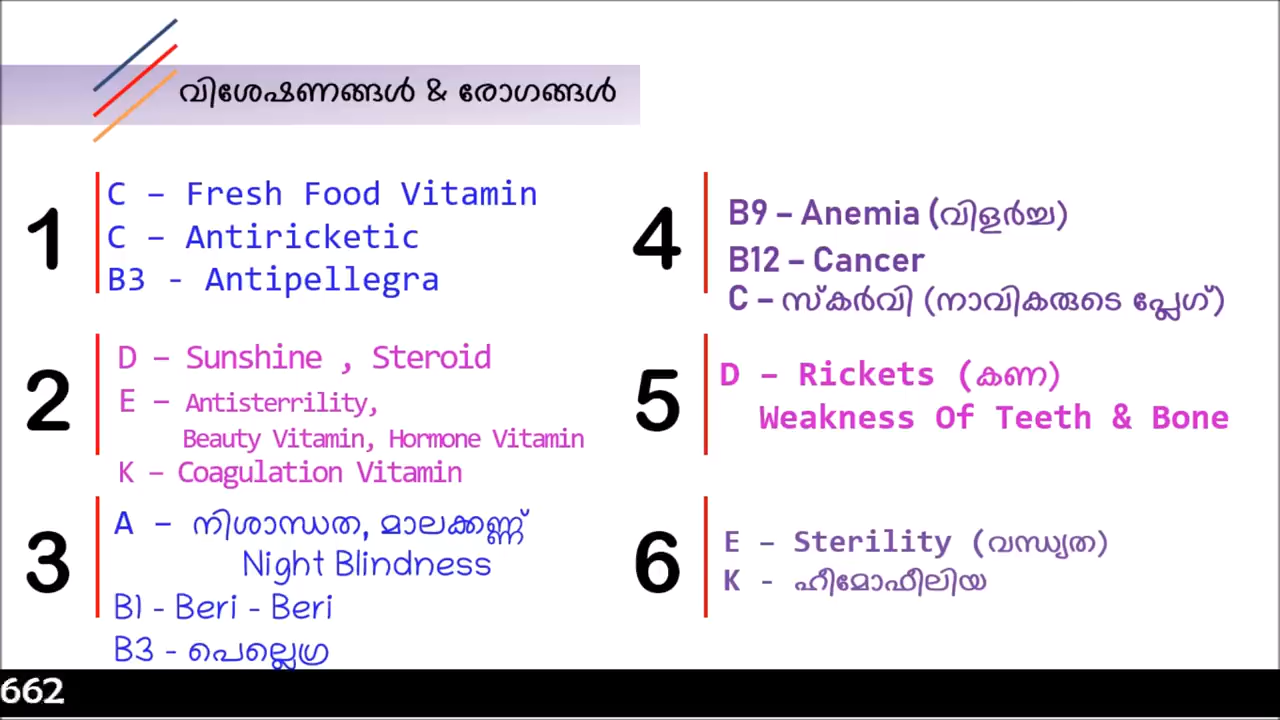 വിശേഷണങ്ങൾ & രോഗങ്ങൾ
1
C – Fresh Food Vitamin
C – Antiricketic
B3 - Antipellegra
2
D – Sunshine , Steroid
E – Antisterrility,
Beauty Vitamin, Hormone Vitamin
K – Coagulation Vitamin
3
A – നിശാന്ധത, മാലക്കണ്ണ്
Night Blindness
B1 - Beri - Beri
B3 - പെല്ലെഗ്ര
4
B9 – Anemia (വിളർച്ച)
B12 – Cancer
C – സ്കർവി (നാവികരുടെ പ്ലേഗ്)
5
D – Rickets (കണ)
Weakness Of Teeth & Bone
6
E – Sterility (വന്ധ്യത)
K - ഹീമോഫീലിയ
662